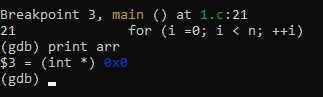 Breakpoint 3, main () at 1.c:21
21 for (i =0; i < n; ++i)
(gdb) print arr
$3 = (int *) 0x0
(gdb)